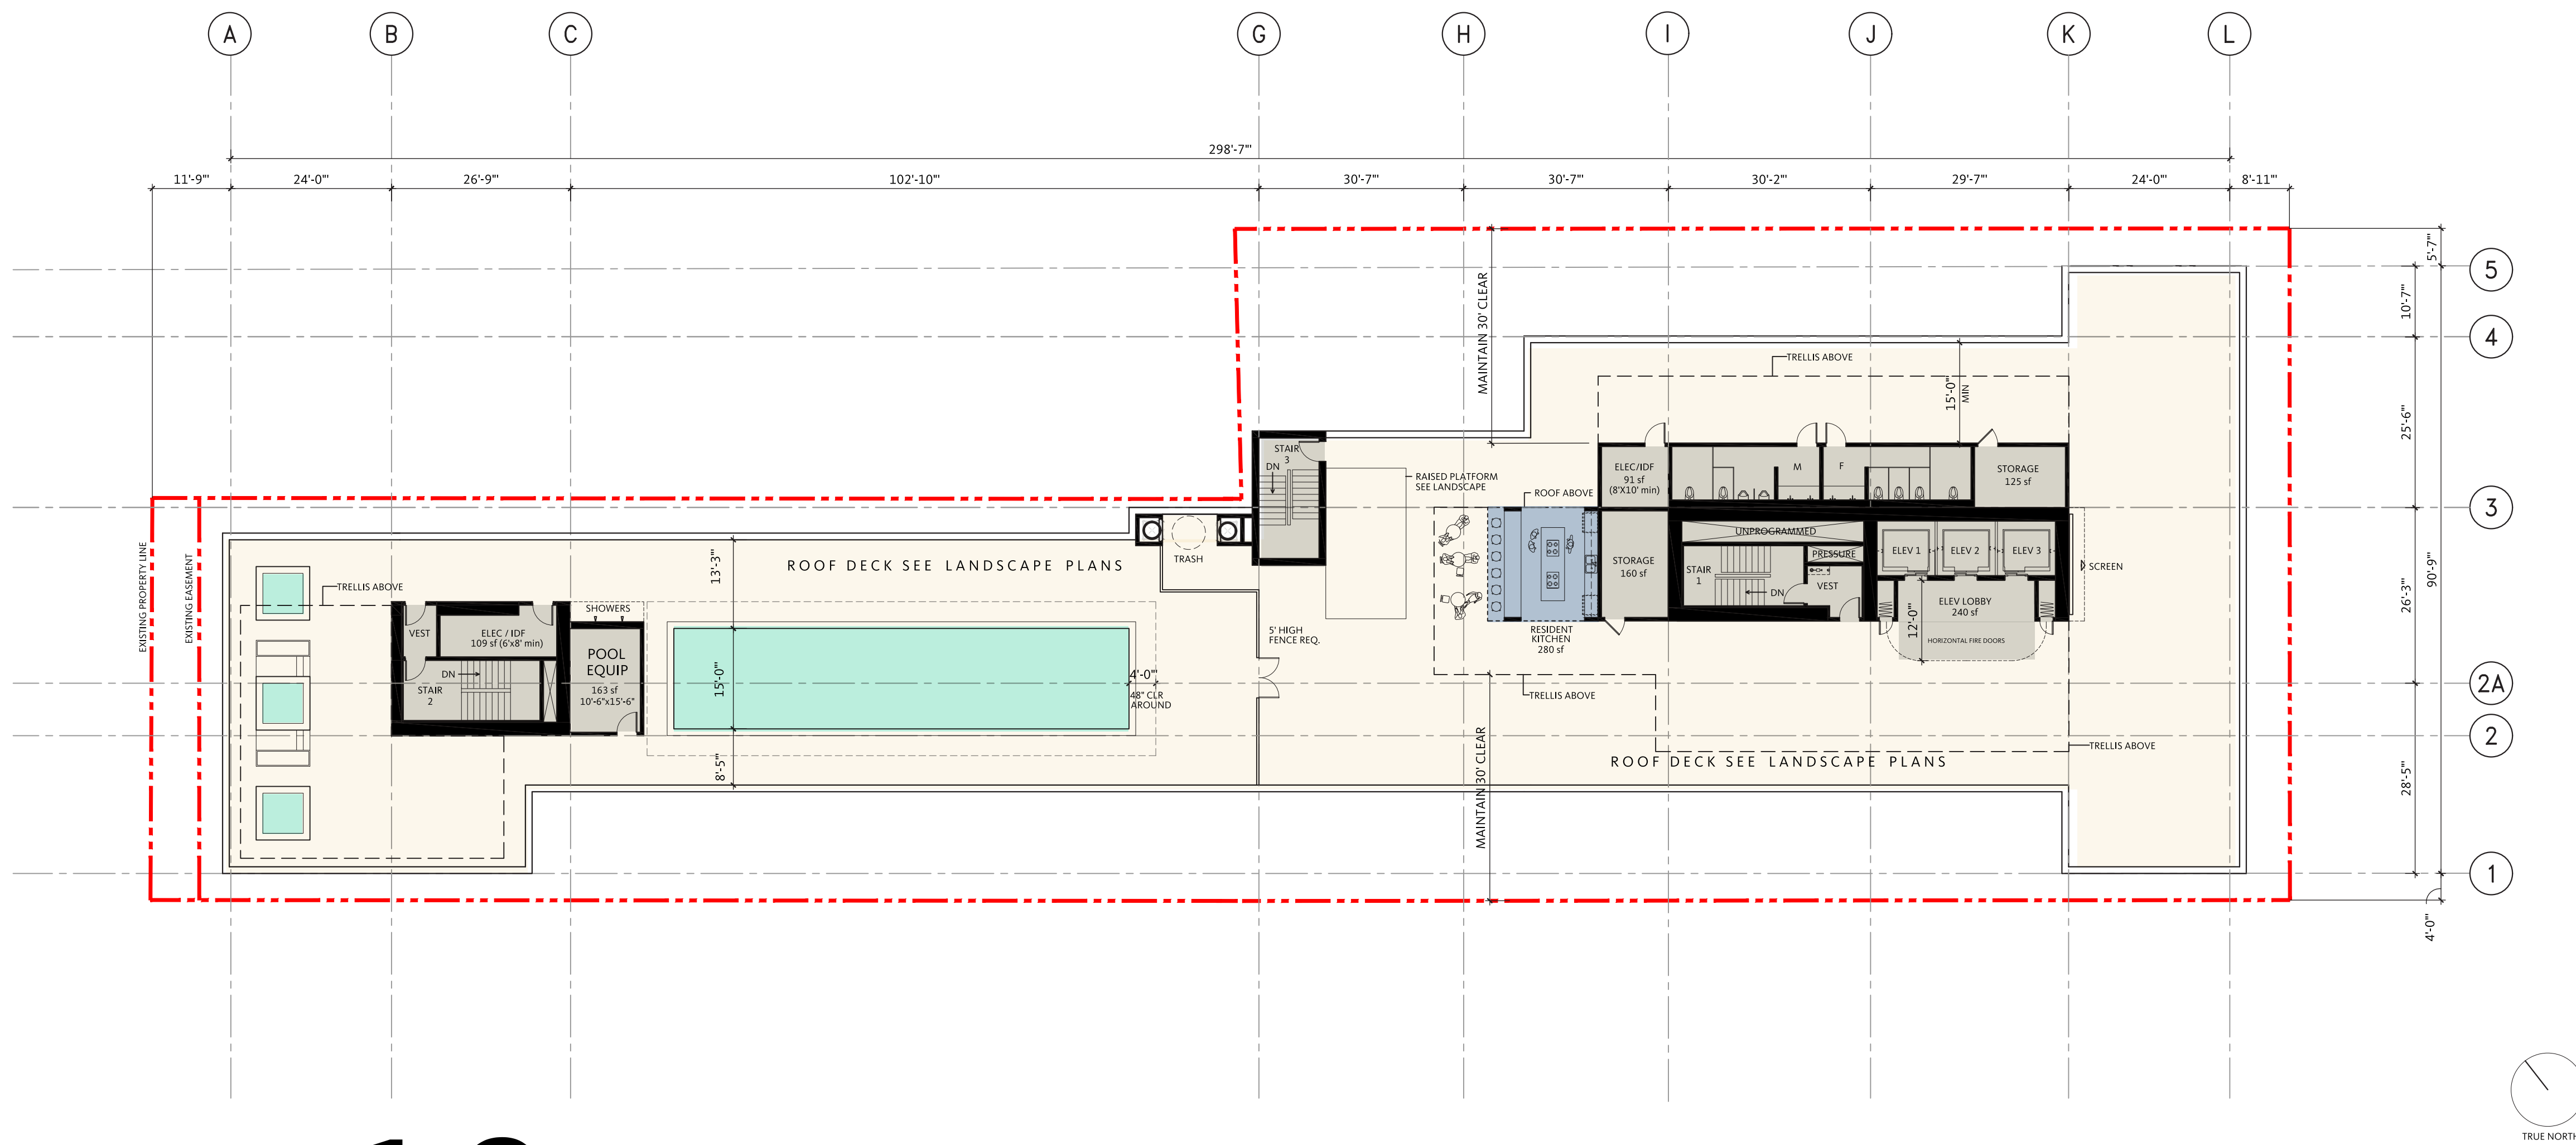 A B C G H I J K L
298'-7"'
11'-9"' 24'-0"' 26'-9"' 102'-10"' 30'-7"' 30'-7"' 30'-2"' 29'-7"' 24'-0"' 8'-11"'
5'-7"'
5
10'-7"'
4
MAINTAIN 30' CLEAR
TRELLIS ABOVE
15'-0"'
MIN
25'-6"'
STAIR
3
DN
RAISED PLATFORM
SEE LANDSCAPE
ROOF ABOVE
ELEC/IDF
91 sf
(8'X10' min)
M
F
STORAGE
125 sf
3
EXISTING PROPERTY LINE
EXISTING EASEMENT
13'-3"'
ROOF DECK SEE LANDSCAPE PLANS
TRASH
UNPROGRAMMED
PRESSURE
ELEV 1
ELEV 2
ELEV 3
STORAGE
160 sf
STAIR
1
DN
VEST
SCREEN
26'-3"'
90'-9"'
TRELLIS ABOVE
SHOWERS
VEST
ELEC / IDF
109 sf (6'x8' min)
ELEV LOBBY
240 sf
12'-0"'
HORIZONTAL FIRE DOORS
5' HIGH
FENCE REQ.
RESIDENT
KITCHEN
280 sf
POOL
EQUIP
163 sf
10'-6"x15'-6"
DN
STAIR
2
15'-0"'
4'-0"'
48" CLR
AROUND
TRELLIS ABOVE
2A
2
TRELLIS ABOVE
8'-5"'
MAINTAIN 30' CLEAR
ROOF DECK SEE LANDSCAPE PLANS
28'-5"'
1
4'-0"'
TRUE NORTH